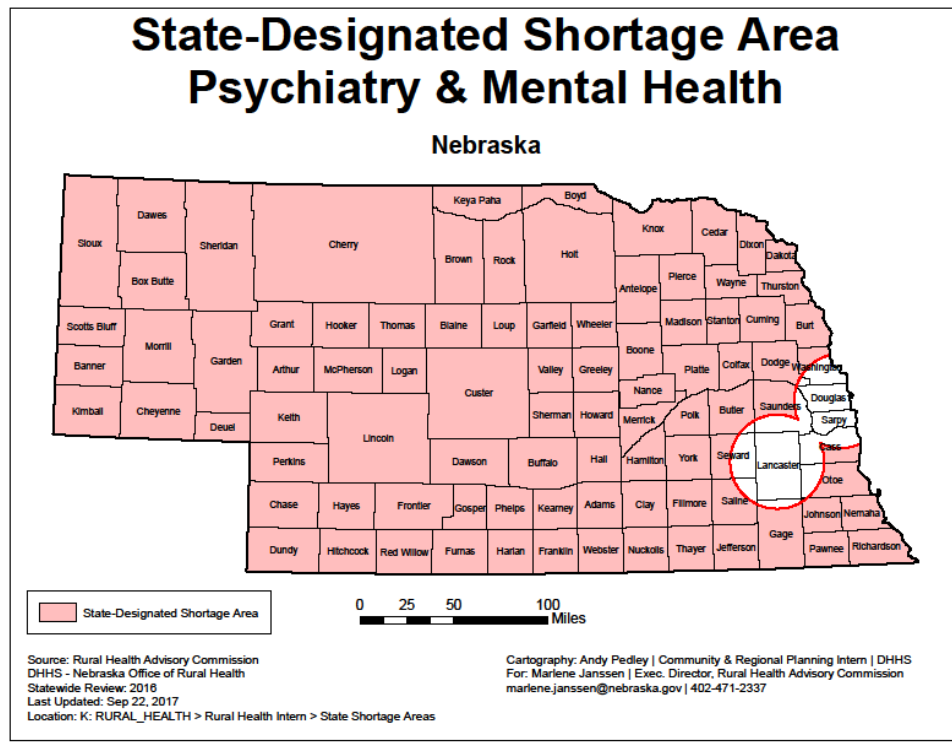 State-Designated Shortage Area
Psychiatry & Mental Health
Nebraska
Keya Paha
Boyd
Dawes
Sioux
Sheridan
Cherry
Knox
Cedar
Dixon
Dakota
Brown
Rock
Holt
Box Butte
Antelope
Pierce
Wayne
Thurston
Scotts Bluff
Morrill
Garden
Grant
Hooker
Thomas
Blaine
Loup
Garfield
Wheeler
Madison
Stanton
Cuming
Burt
Boone
Banner
Arthur
McPherson
Logan
Custer
Valley
Greeley
Platte
Colfax
Dodge
Washington
Nance
Kimball
Cheyenne
Deuel
Keith
Lincoln
Sherman
Howard
Merrick
Polk
Butler
Saunders
Douglas
Sarpy
Perkins
Dawson
Buffalo
Hall
Hamilton
York
Seward
Lancaster
Cass
Otoe
Chase
Hayes
Frontier
Gosper
Phelps
Kearney
Adams
Clay
Fillmore
Saline
Johnson
Nemaha
Dundy
Hitchcock
Red Willow
Furnas
Harlan
Franklin
Webster
Nuckolls
Thayer
Jefferson
Gage
Pawnee
Richardson
State-Designated Shortage Area
0 25 50 100
Miles
Source: Rural Health Advisory Commission
DHHS - Nebraska Office of Rural Health
Statewide Review: 2016
Last Updated: Sep 22, 2017
Location: K: RURAL_HEALTH > Rural Health Intern > State Shortage Areas
Cartography: Andy Pedley | Community & Regional Planning Intern | DHHS
For: Marlene Janssen | Exec. Director, Rural Health Advisory Commission
marlene.janssen@nebraska.gov | 402-471-2337